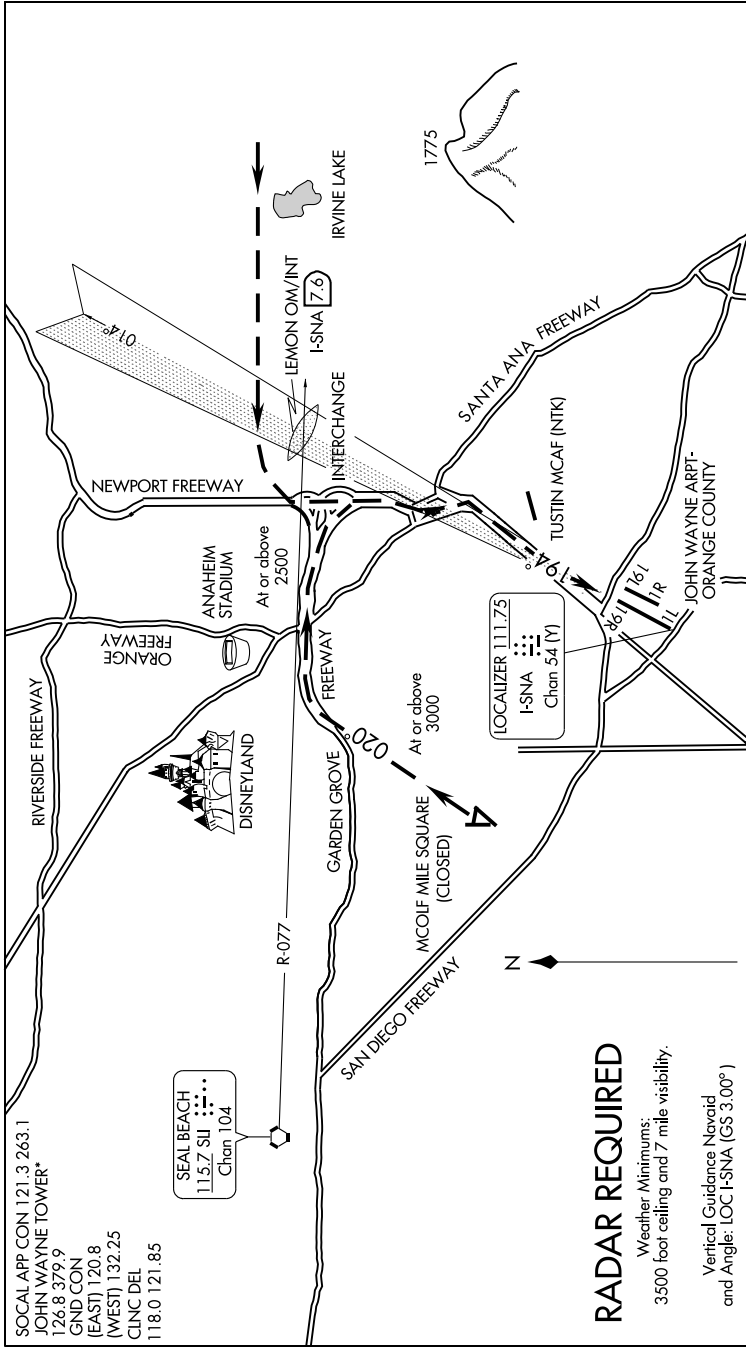 SOCAL APP CON 121.3 263.1
JOHN WAYNE TOWER*
126.8 379.9
GND CON
(EAST) 120.8
(WEST) 132.25
CLNC DEL
118.0 121.85
RIVERSIDE FREEWAY
ORANGE
FREEWAY
ANAHEIM
STADIUM
NEWPORT FREEWAY
014°
At or above
2500
DISNEYLAND
SEAL BEACH
115.7 SLI
Chan 104
R-077
LEMON OM/INT
I-SNA 7.6
IRVINE LAKE
INTERCHANGE
GARDEN GROVE
FREEWAY
020°
At or above
3000
MCOLF MILE SQUARE
(CLOSED)
SAN DIEGO FREEWAY
1775
SANTA ANA FREEWAY
TUSTIN MCAF (NTK)
194°
LOCALIZER 111.75
I-SNA
Chan 54 (Y)
19R
19L
1L
1R
JOHN WAYNE ARPT-
ORANGE COUNTY
N
RADAR REQUIRED
Weather Minimums:
3500 foot ceiling and 7 mile visibility.
Vertical Guidance Navaid
and Angle: LOC I-SNA (GS 3.00°)